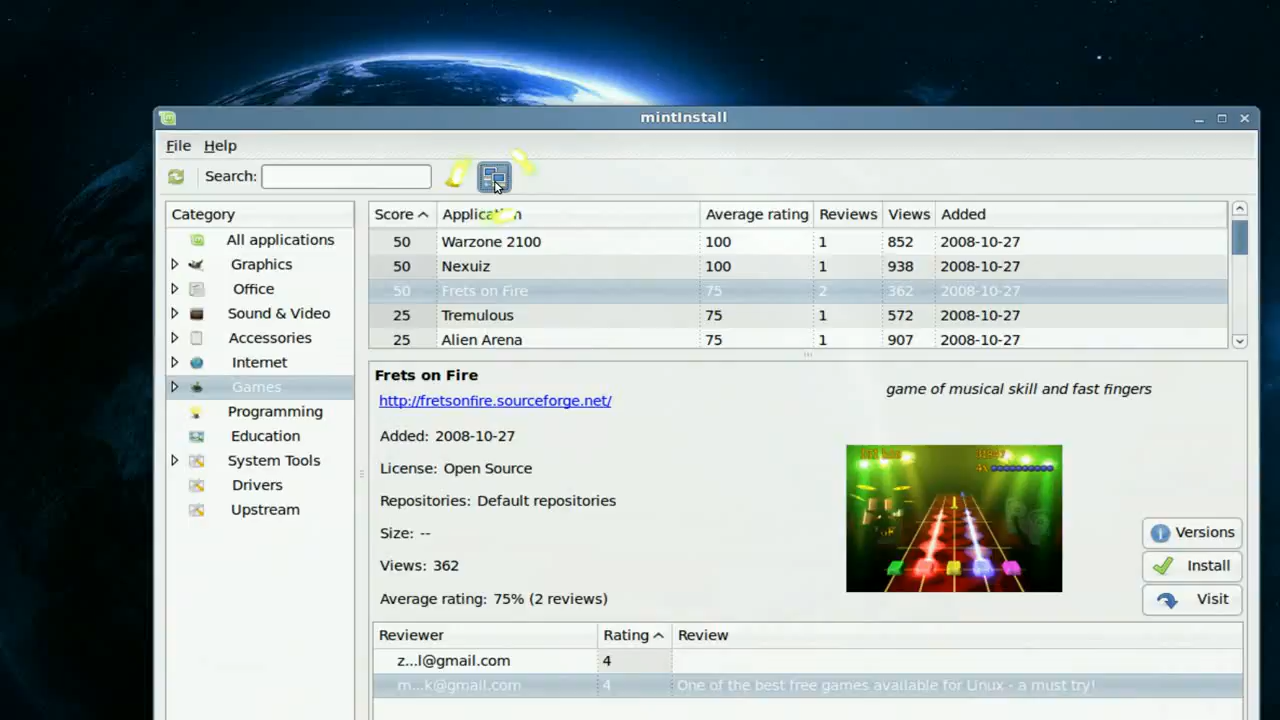 mintInstall
File Help
Search:
Category
All applications
Graphics
Office
Sound & Video
Accessories
Internet
Games
Programming
Education
System Tools
Drivers
Upstream
Score Application Average rating Reviews Views Added
50 Warzone 2100 100 1 852 2008-10-27
50 Nexuiz 100 1 938 2008-10-27
50 Frets on Fire 75 2 362 2008-10-27
25 Tremulous 75 1 572 2008-10-27
25 Alien Arena 75 1 907 2008-10-27
Frets on Fire
game of musical skill and fast fingers
http://fretsonfire.sourceforge.net/
Added: 2008-10-27
License: Open Source
Repositories: Default repositories
Size: --
Views: 362
Average rating: 75% (2 reviews)
Versions
Install
Visit
Reviewer Rating Review
z...l@gmail.com 4
m...k@gmail.com 4 One of the best free games available for Linux - a must try!